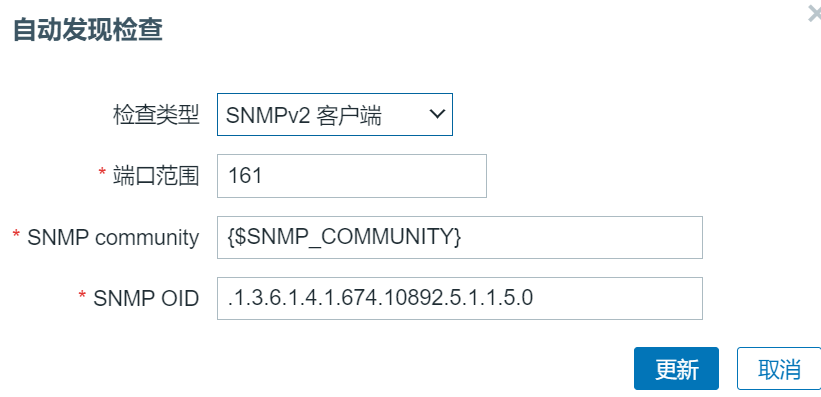 自动发现检查
检查类型 SNMPv2 客户端
* 端口范围 161
* SNMP community {$SNMP_COMMUNITY}
* SNMP OID .1.3.6.1.4.1.674.10892.5.1.1.5.0
更新 取消